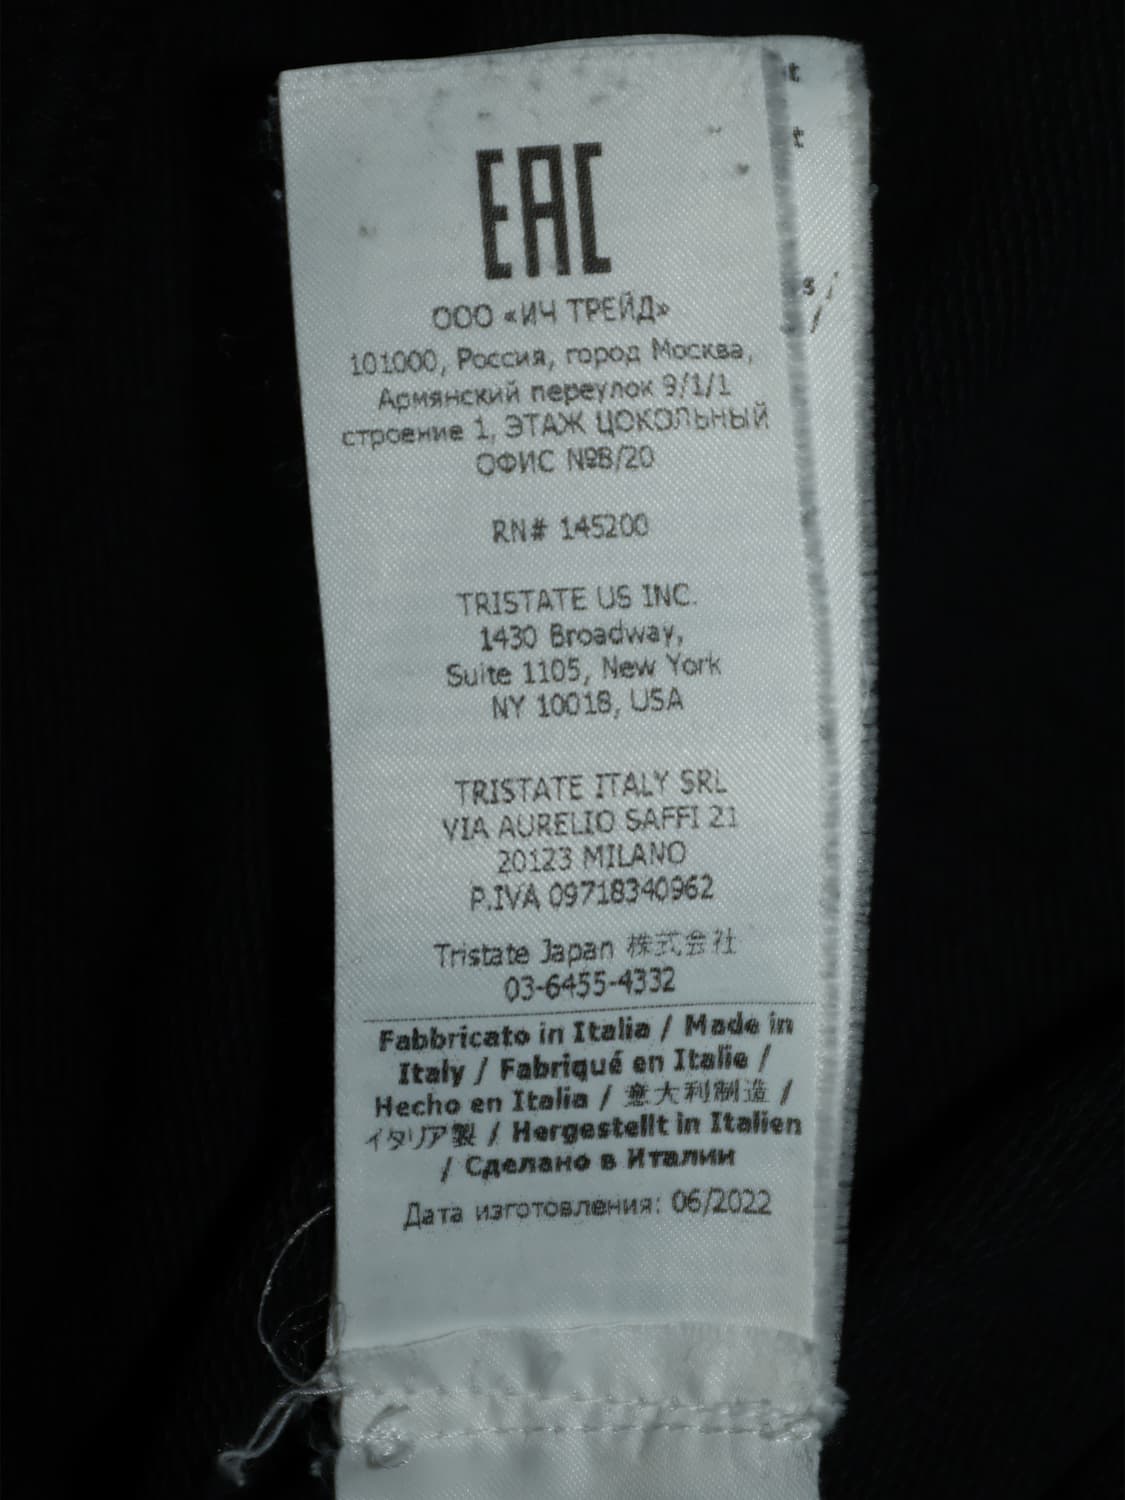 EAC
ООО «ИЧ ТРЕЙД»
101000, Россия, город Москва,
Армянский переулок 9/1/1
строение 1, ЭТАЖ ЦОКОЛЬНЫЙ
ОФИС №В/20
RN# 145200
TRISTATE US INC.
1430 Broadway,
Suite 1105, New York
NY 10018, USA
TRISTATE ITALY SRL
VIA AURELIO SAFFI 21
20123 MILANO
P.IVA 09718340962
Tristate Japan 株式会社
03-6455-4332
Fabbricato in Italia / Made in
Italy / Fabriqué en Italie /
Hecho en Italia / 意大利制造 /
イタリア製 / Hergestellt in Italien
/ Сделано в Италии
Дата изготовления: 06/2022